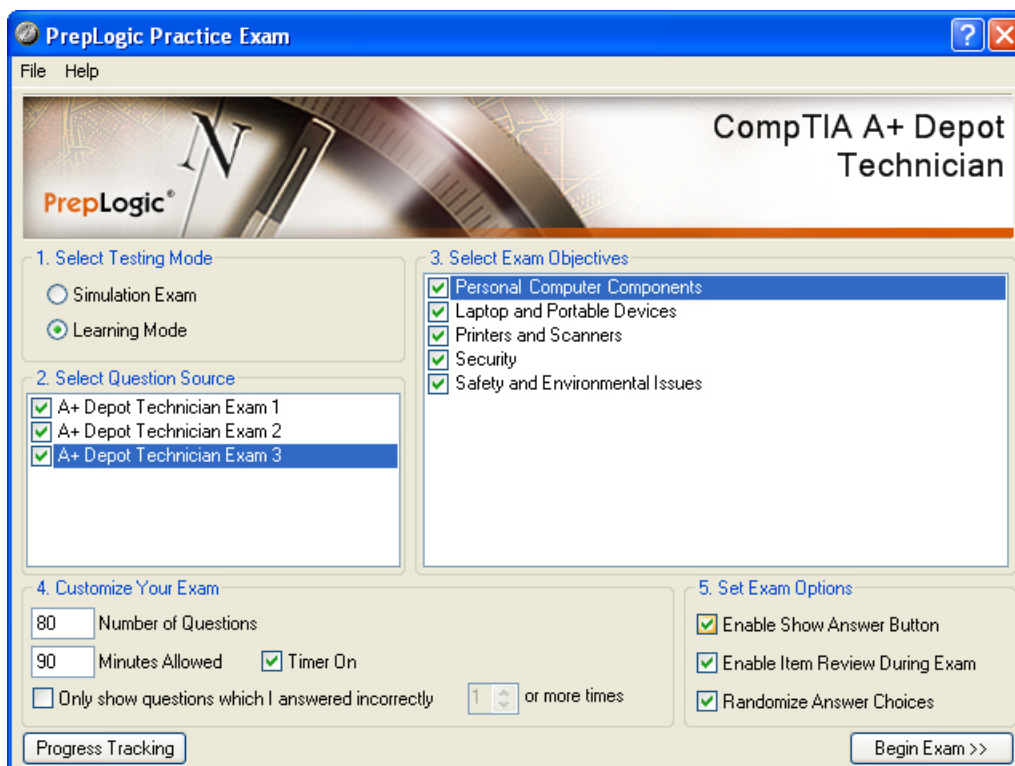 PrepLogic Practice Exam
File Help
CompTIA A+ Depot
Technician
N
PrepLogic®
1. Select Testing Mode
Simulation Exam
Learning Mode
2. Select Question Source
A+ Depot Technician Exam 1
A+ Depot Technician Exam 2
A+ Depot Technician Exam 3
3. Select Exam Objectives
Personal Computer Components
Laptop and Portable Devices
Printers and Scanners
Security
Safety and Environmental Issues
4. Customize Your Exam
80 Number of Questions
90 Minutes Allowed Timer On
Only show questions which I answered incorrectly 1 or more times
5. Set Exam Options
Enable Show Answer Button
Enable Item Review During Exam
Randomize Answer Choices
Progress Tracking
Begin Exam >>